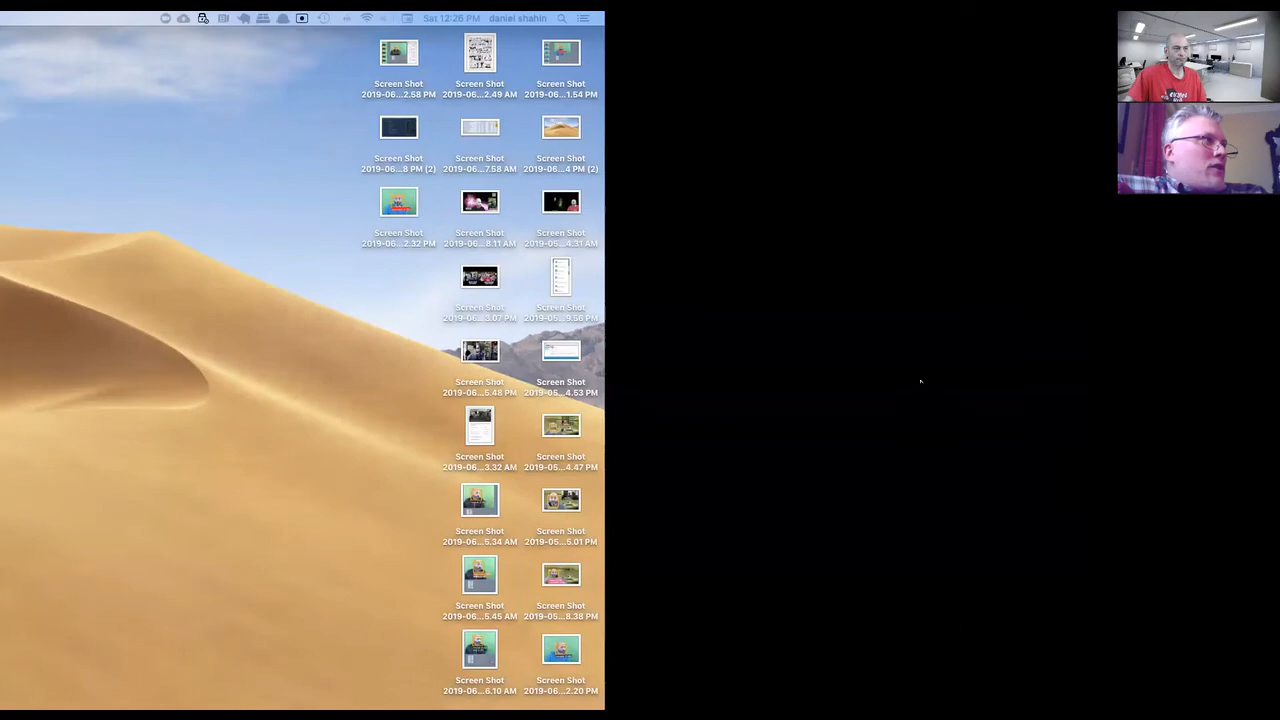 Sat 12:26 PM daniel shahin
Screen Shot
2019-06...2.58 PM
Screen Shot
2019-06...2.49 AM
Screen Shot
2019-06...1.54 PM
Screen Shot
2019-06...8 PM (2)
Screen Shot
2019-06...7.58 AM
Screen Shot
2019-06...4 PM (2)
Screen Shot
2019-06...2.32 PM
Screen Shot
2019-06...8.11 AM
Screen Shot
2019-05...4.31 AM
Screen Shot
2019-06...3.07 PM
Screen Shot
2019-05...9.56 PM
Screen Shot
2019-06...5.48 PM
Screen Shot
2019-05...4.53 PM
Screen Shot
2019-06...3.32 AM
Screen Shot
2019-05...4.47 PM
Screen Shot
2019-06...5.34 AM
Screen Shot
2019-05...5.01 PM
Screen Shot
2019-06...5.45 AM
Screen Shot
2019-05...8.38 PM
Screen Shot
2019-06...6.10 AM
Screen Shot
2019-05...2.20 PM